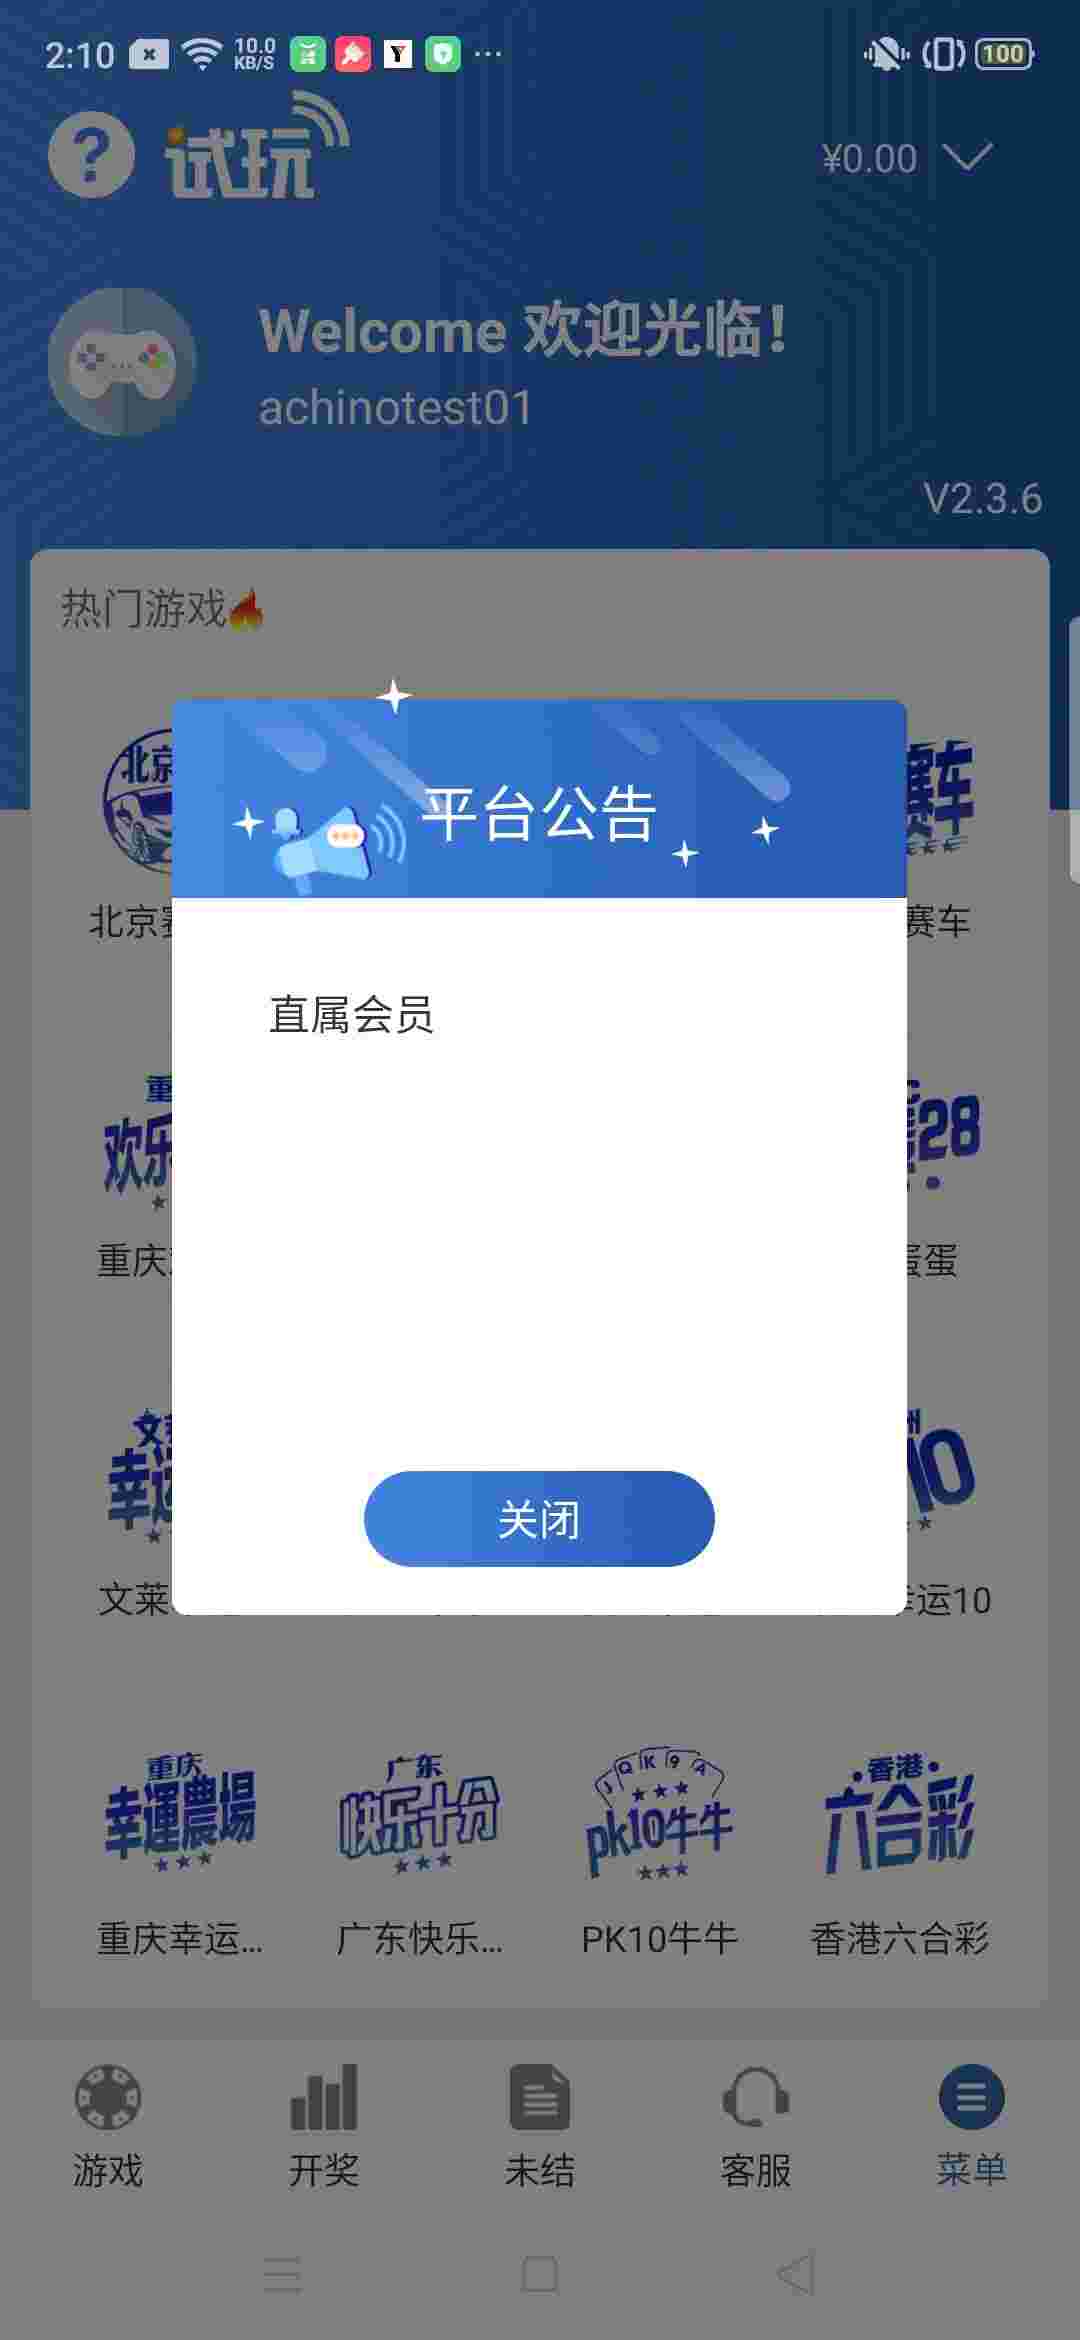 2:10 10.0 KB/S 100
试玩 ¥0.00
Welcome 欢迎光临！
achinotest01
V2.3.6
热门游戏
平台公告
北京 赛车
北京 赛车
直属会员
重 C
欢乐 28
重庆 蛋蛋
文 州
幸运 10
文莱 幸运10
关闭
重庆 广东 J Q K 9 4 香港
幸運農場 快乐十分 pk10牛牛 六合彩
重庆幸运... 广东快乐... PK10牛牛 香港六合彩
游戏 开奖 未结 客服 菜单